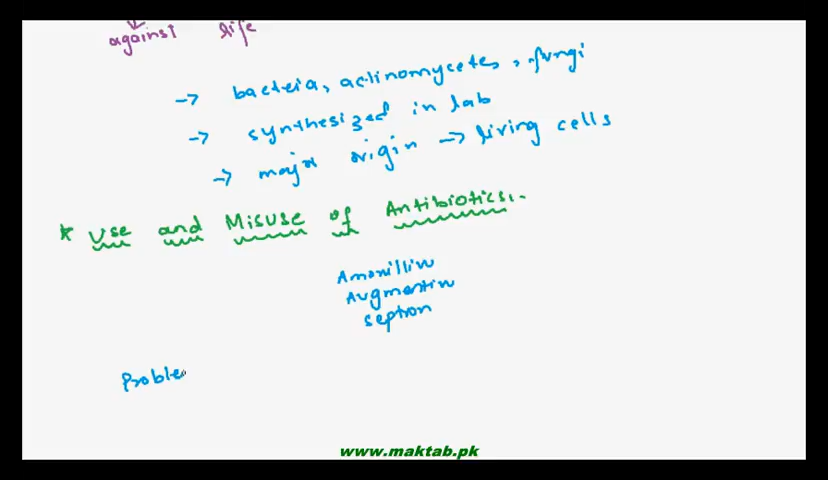 against life
→ bacteria, actinomycetes, fungi
→ synthesized in lab
→ major origin → living cells
* Use and Misuse of Antibiotics:.
Amoxillin
Augmentin
Septron
Proble
www.maktab.pk